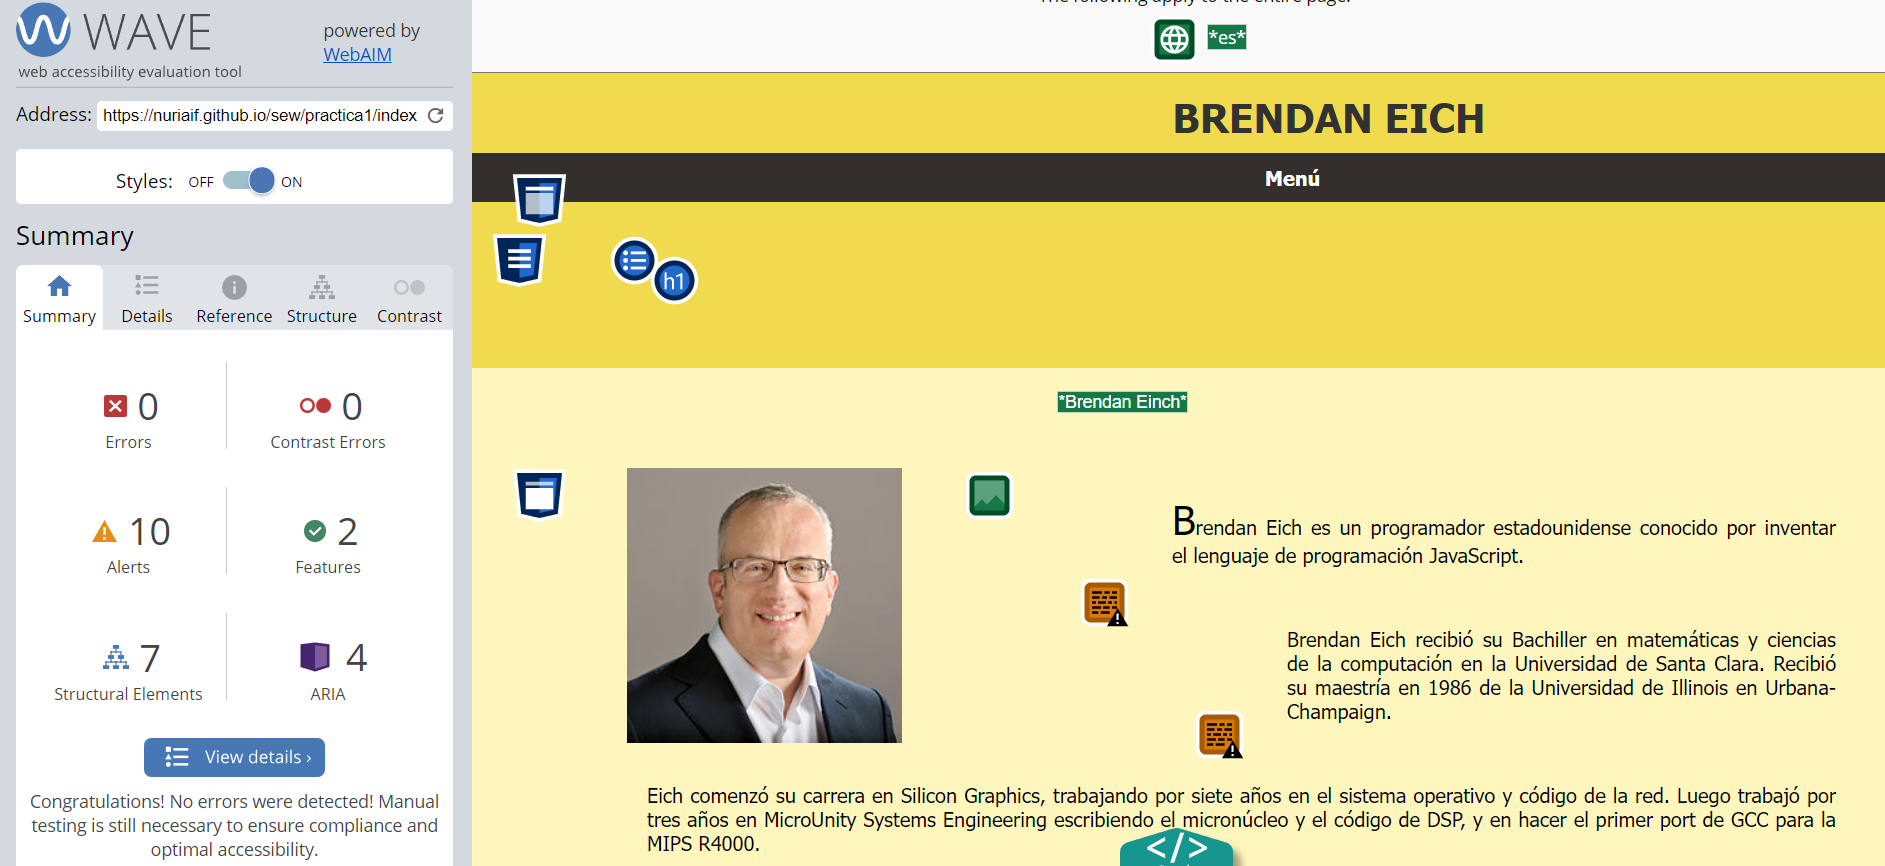 WAVE
powered by
WebAIM
web accessibility evaluation tool
Address: https://nuriaif.github.io/sew/practica1/index
Styles: OFF ON
Summary
Summary Details Reference Structure Contrast
0 Errors
0 Contrast Errors
10 Alerts
2 Features
7 Structural Elements
4 ARIA
View details ›
Congratulations! No errors were detected! Manual
testing is still necessary to ensure compliance and
optimal accessibility.
The following apply to the entire page:
*es*
BRENDAN EICH
Menú
h1
*Brendan Einch*
Brendan Eich es un programador estadounidense conocido por inventar
el lenguaje de programación JavaScript.
Brendan Eich recibió su Bachiller en matemáticas y ciencias
de la computación en la Universidad de Santa Clara. Recibió
su maestría en 1986 de la Universidad de Illinois en Urbana-
Champaign.
Eich comenzó su carrera en Silicon Graphics, trabajando por siete años en el sistema operativo y código de la red. Luego trabajó por
tres años en MicroUnity Systems Engineering escribiendo el micronúcleo y el código de DSP, y en hacer el primer port de GCC para la
MIPS R4000.
</>